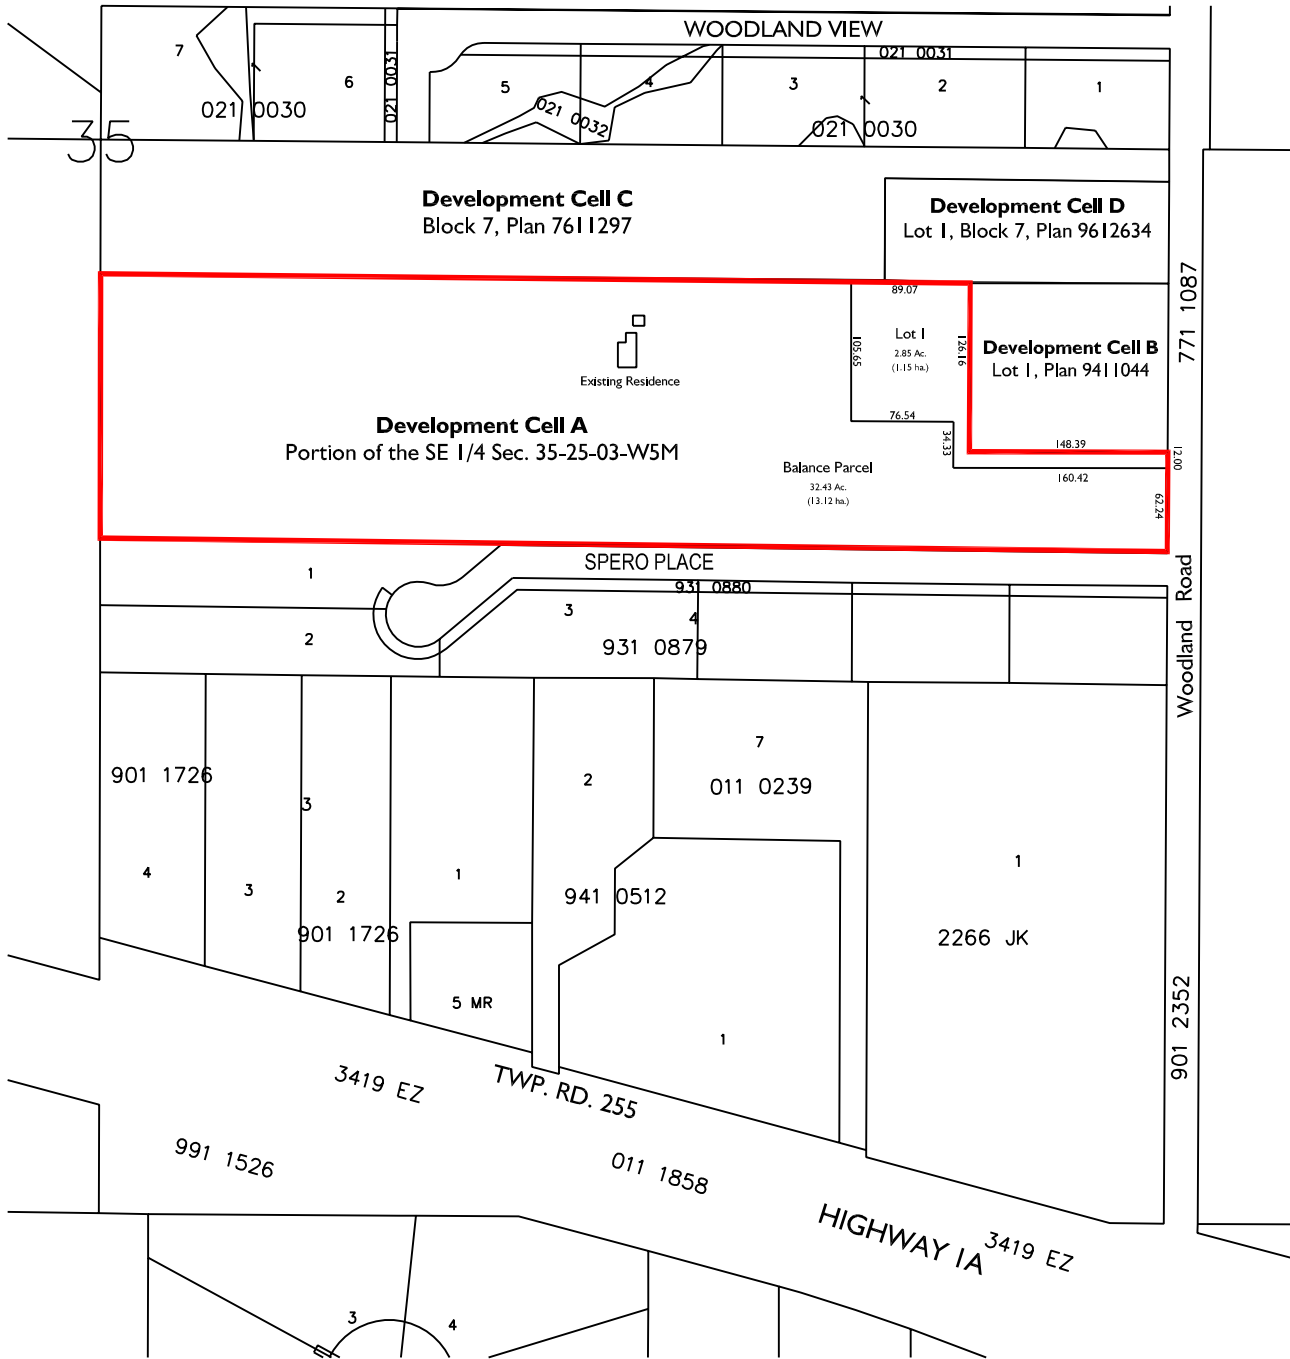 WOODLAND VIEW
7
1
6
021 0031
5
4
3
021 0031
2
1
021 0030
021 0032
1
021 0030
35
Development Cell C
Block 7, Plan 7611297
Development Cell D
Lot 1, Block 7, Plan 9612634
771 1087
89.07
Lot 1
2.85 Ac.
(1.15 ha.)
105.65
126.16
Development Cell B
Lot 1, Plan 9411044
Existing Residence
Development Cell A
Portion of the SE 1/4 Sec. 35-25-03-W5M
76.54
34.33
148.39
12.00
Balance Parcel
32.43 Ac.
(13.12 ha.)
160.42
62.24
SPERO PLACE
1
931 0880
3
4
2
931 0879
Woodland Road
901 1726
3
2
7
011 0239
4
3
2
1
941 0512
1
901 1726
2266 JK
5 MR
1
901 2352
3419 EZ
TWP. RD. 255
991 1526
011 1858
HIGHWAY 1A
3419 EZ
3
4